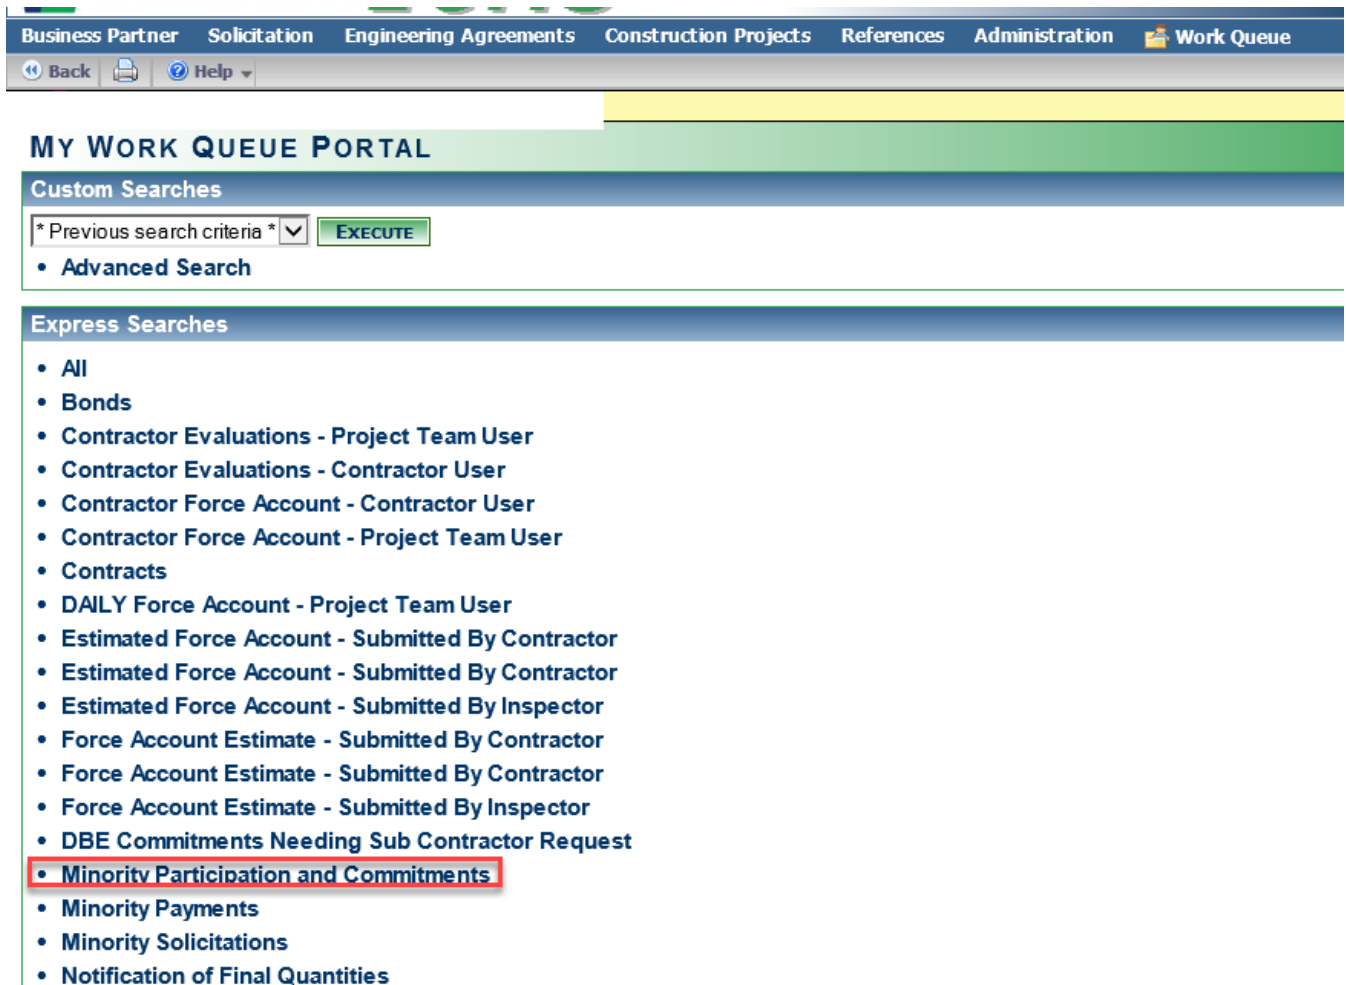 Business Partner Solicitation Engineering Agreements Construction Projects References Administration Work Queue
Back Help
MY WORK QUEUE PORTAL
Custom Searches
* Previous search criteria * EXECUTE
• Advanced Search
Express Searches
• All
• Bonds
• Contractor Evaluations - Project Team User
• Contractor Evaluations - Contractor User
• Contractor Force Account - Contractor User
• Contractor Force Account - Project Team User
• Contracts
• DAILY Force Account - Project Team User
• Estimated Force Account - Submitted By Contractor
• Estimated Force Account - Submitted By Contractor
• Estimated Force Account - Submitted By Inspector
• Force Account Estimate - Submitted By Contractor
• Force Account Estimate - Submitted By Contractor
• Force Account Estimate - Submitted By Inspector
• DBE Commitments Needing Sub Contractor Request
• Minority Participation and Commitments
• Minority Payments
• Minority Solicitations
• Notification of Final Quantities